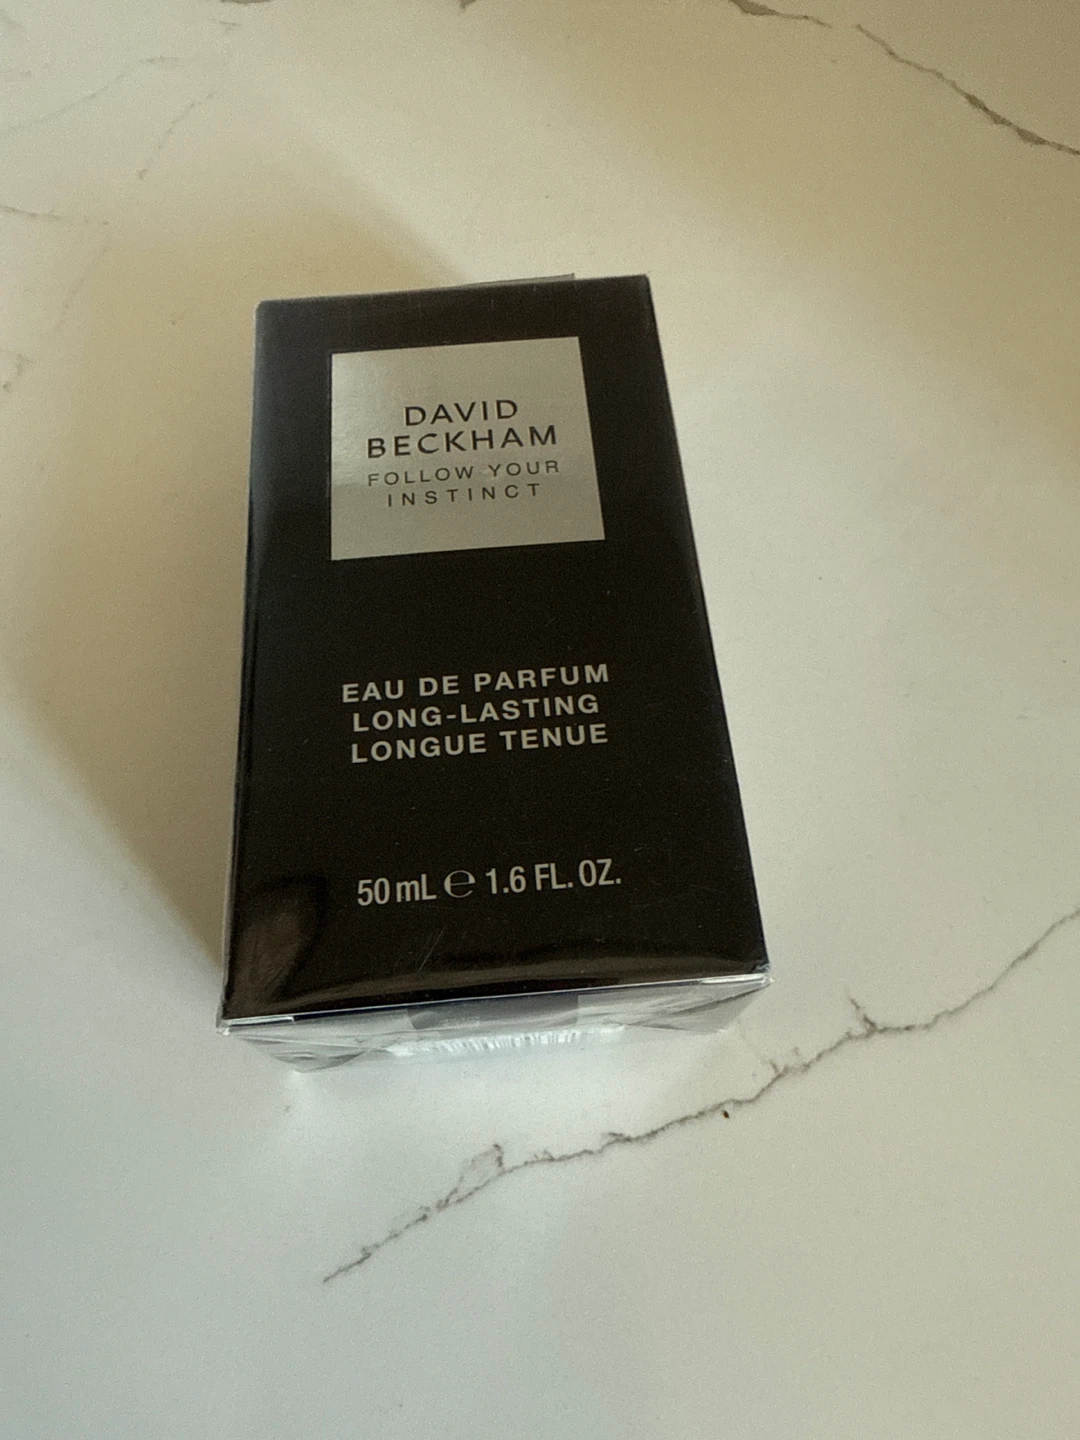 DAVID
BECKHAM
FOLLOW YOUR
INSTINCT
EAU DE PARFUM
LONG-LASTING
LONGUE TENUE
50 mL ℮ 1.6 FL. OZ.